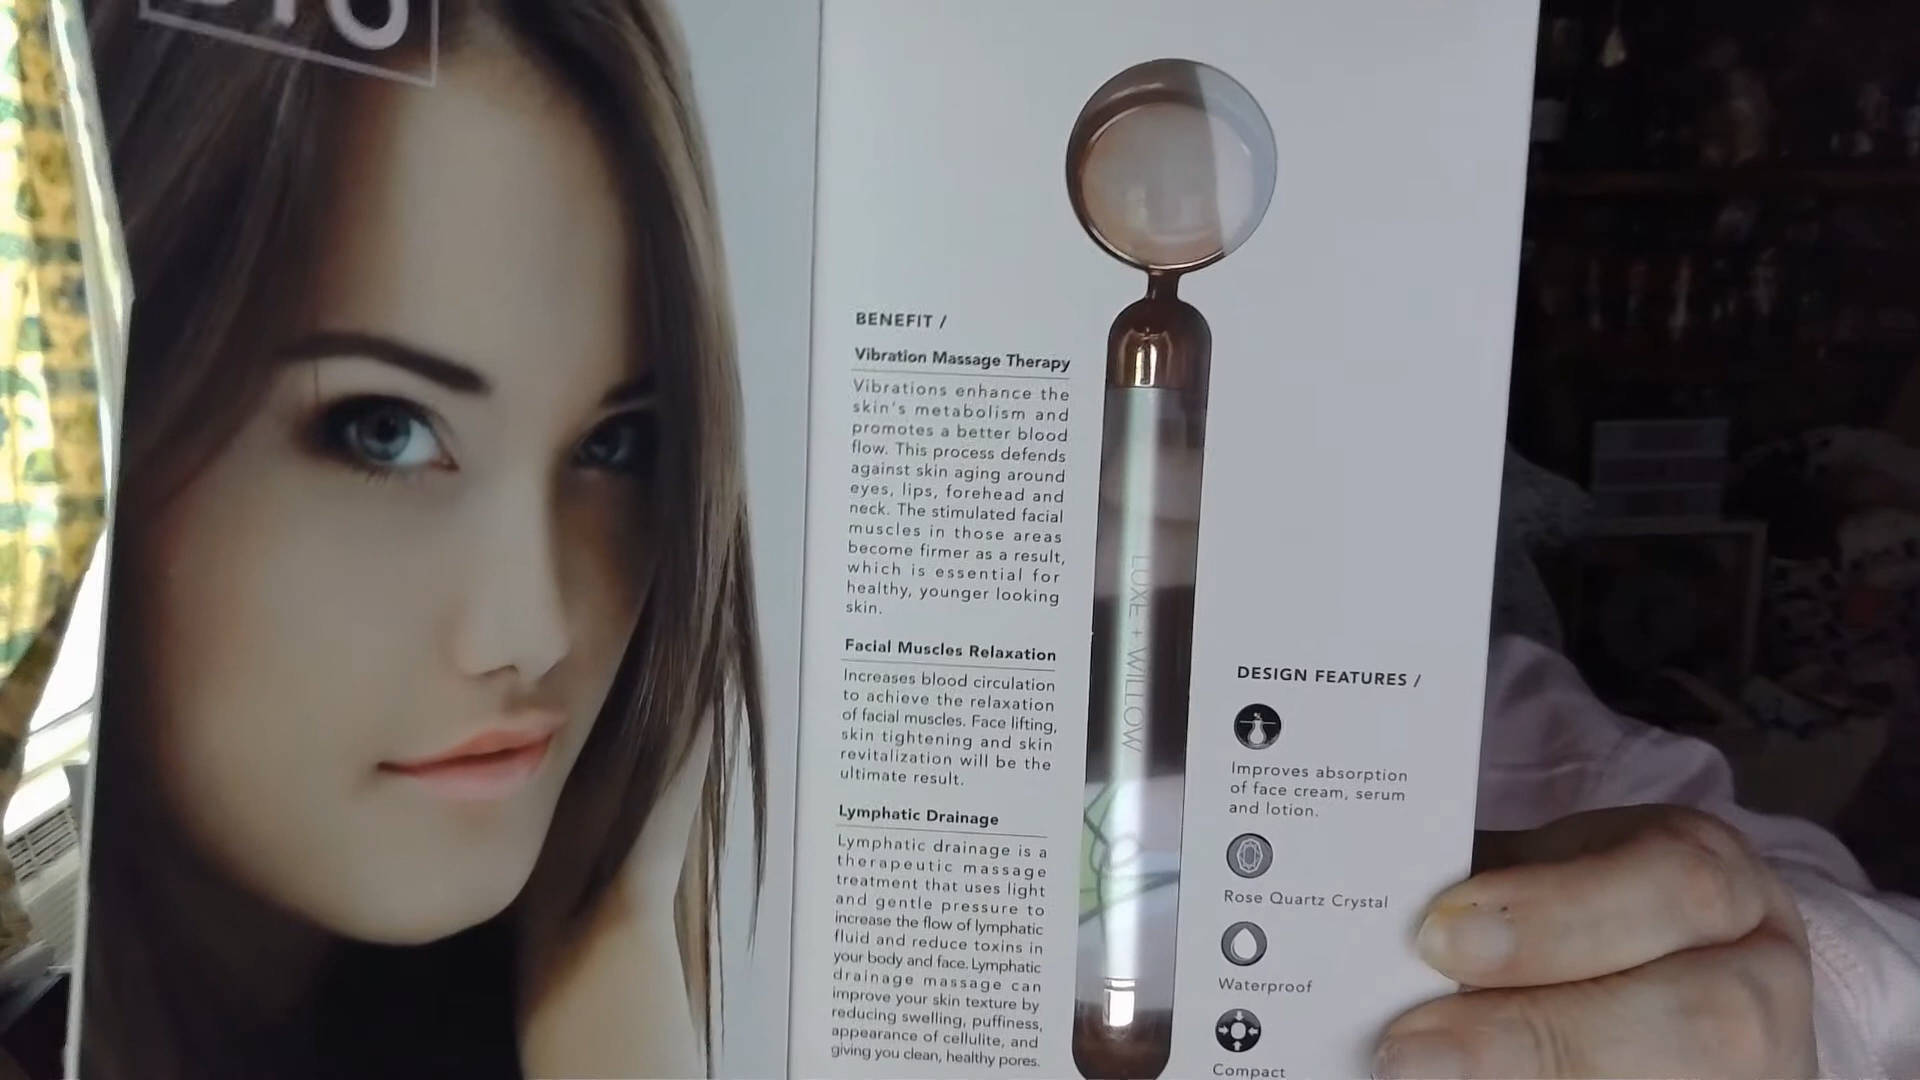 BENEFIT /
Vibration Massage Therapy
Vibrations enhance the
skin's metabolism and
promotes a better blood
flow. This process defends
against skin aging around
eyes, lips, forehead and
neck. The stimulated facial
muscles in those areas
become firmer as a result,
which is essential for
healthy, younger looking
skin.
Facial Muscles Relaxation
Increases blood circulation
to achieve the relaxation
of facial muscles. Face lifting,
skin tightening and skin
revitalization will be the
ultimate result.
Lymphatic Drainage
Lymphatic drainage is a
therapeutic massage
treatment that uses light
and gentle pressure to
increase the flow of lymphatic
fluid and reduce toxins in
your body and face. Lymphatic
drainage massage can
improve your skin texture by
reducing swelling, puffiness,
appearance of cellulite, and
giving you clean, healthy pores.
LUXE + WILLOW
DESIGN FEATURES /
Improves absorption
of face cream, serum
and lotion.
Rose Quartz Crystal
Waterproof
Compact